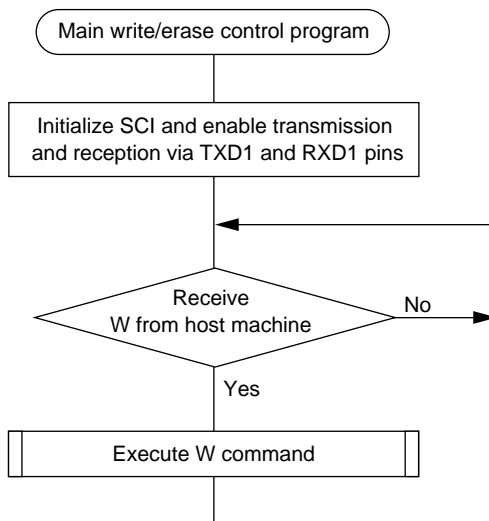 Main write/erase control program
Initialize SCI and enable transmission
and reception via TXD1 and RXD1 pins
Receive
W from host machine
No
Yes
Execute W command